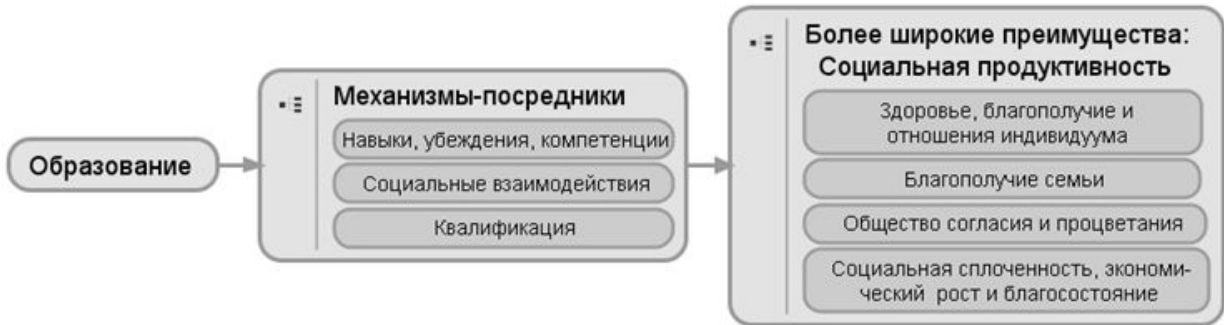 Образование
Механизмы-посредники
Навыки, убеждения, компетенции
Социальные взаимодействия
Квалификация
Более широкие преимущества:
Социальная продуктивность
Здоровье, благополучие и
отношения индивидуума
Благополучие семьи
Общество согласия и процветания
Социальная сплоченность, экономи-
ческий рост и благосостояние